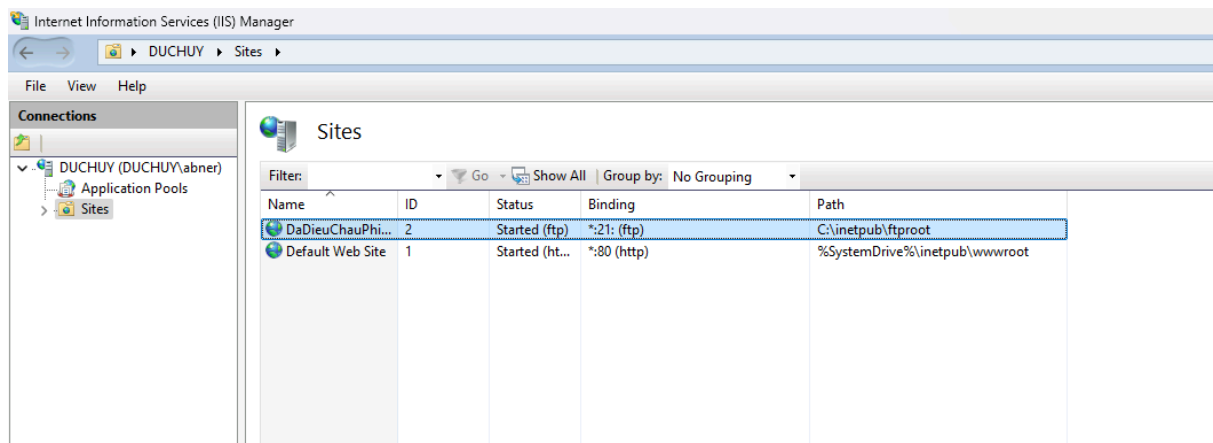 Internet Information Services (IIS) Manager
DUCHUY Sites
File View Help
Connections
DUCHUY (DUCHUY\abner)
Application Pools
Sites
Sites
Filter: Go Show All Group by: No Grouping
Name ID Status Binding Path
DaDieuChauPhi... 2 Started (ftp) *:21: (ftp) C:\inetpub\ftproot
Default Web Site 1 Started (ht... *:80 (http) %SystemDrive%\inetpub\wwwroot